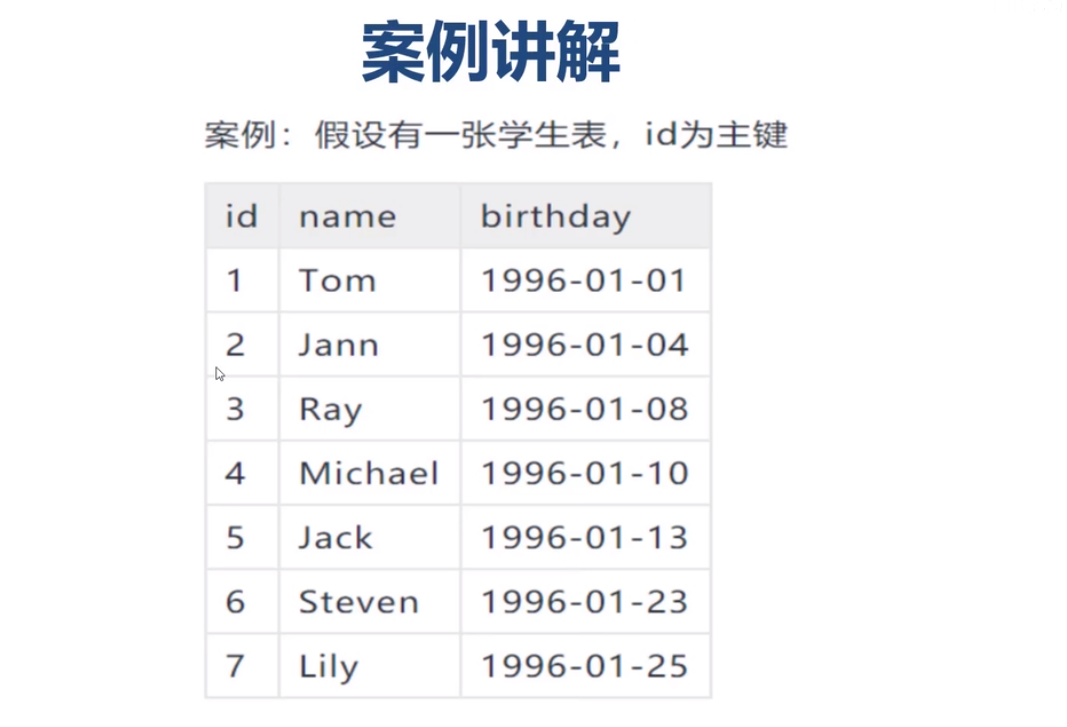 案例讲解
案例：假设有一张学生表，id为主键
id name birthday
1 Tom 1996-01-01
2 Jann 1996-01-04
3 Ray 1996-01-08
4 Michael 1996-01-10
5 Jack 1996-01-13
6 Steven 1996-01-23
7 Lily 1996-01-25